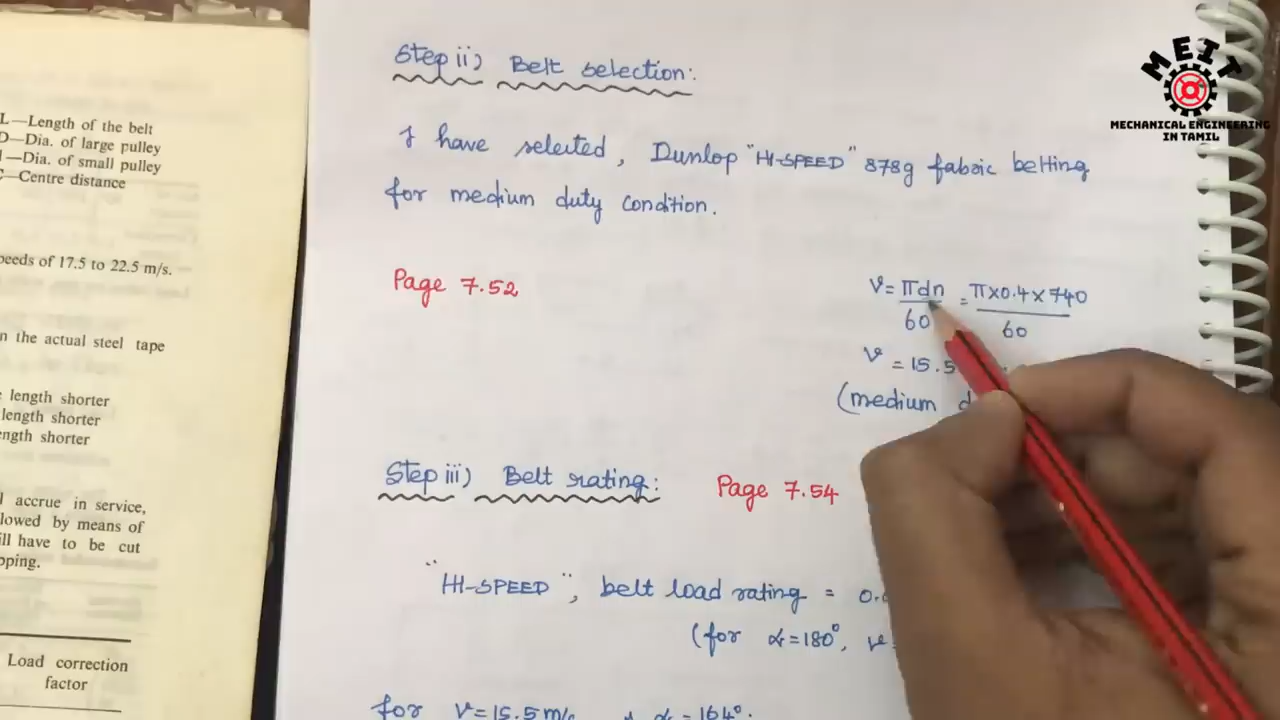 L—Length of the belt
D—Dia. of large pulley
—Dia. of small pulley
C—Centre distance
peeds of 17.5 to 22.5 m/s.
n the actual steel tape
length shorter
length shorter
ength shorter
accrue in service,
lowed by means of
ill have to be cut
pping.
Load correction
factor
Step ii) Belt selection:
I have selected, Dunlop "HI-SPEED" 878g fabric belting
for medium duty condition.
Page 7.52
V = πdn/60 = π×0.4×740/60
V = 15.5
(medium d
Step iii) Belt rating: Page 7.54
"HI-SPEED", belt load rating = 0.
(for α=180°, v
for V=15.5m/s α=164°.
MEIT
MECHANICAL ENGINEERING
IN TAMIL